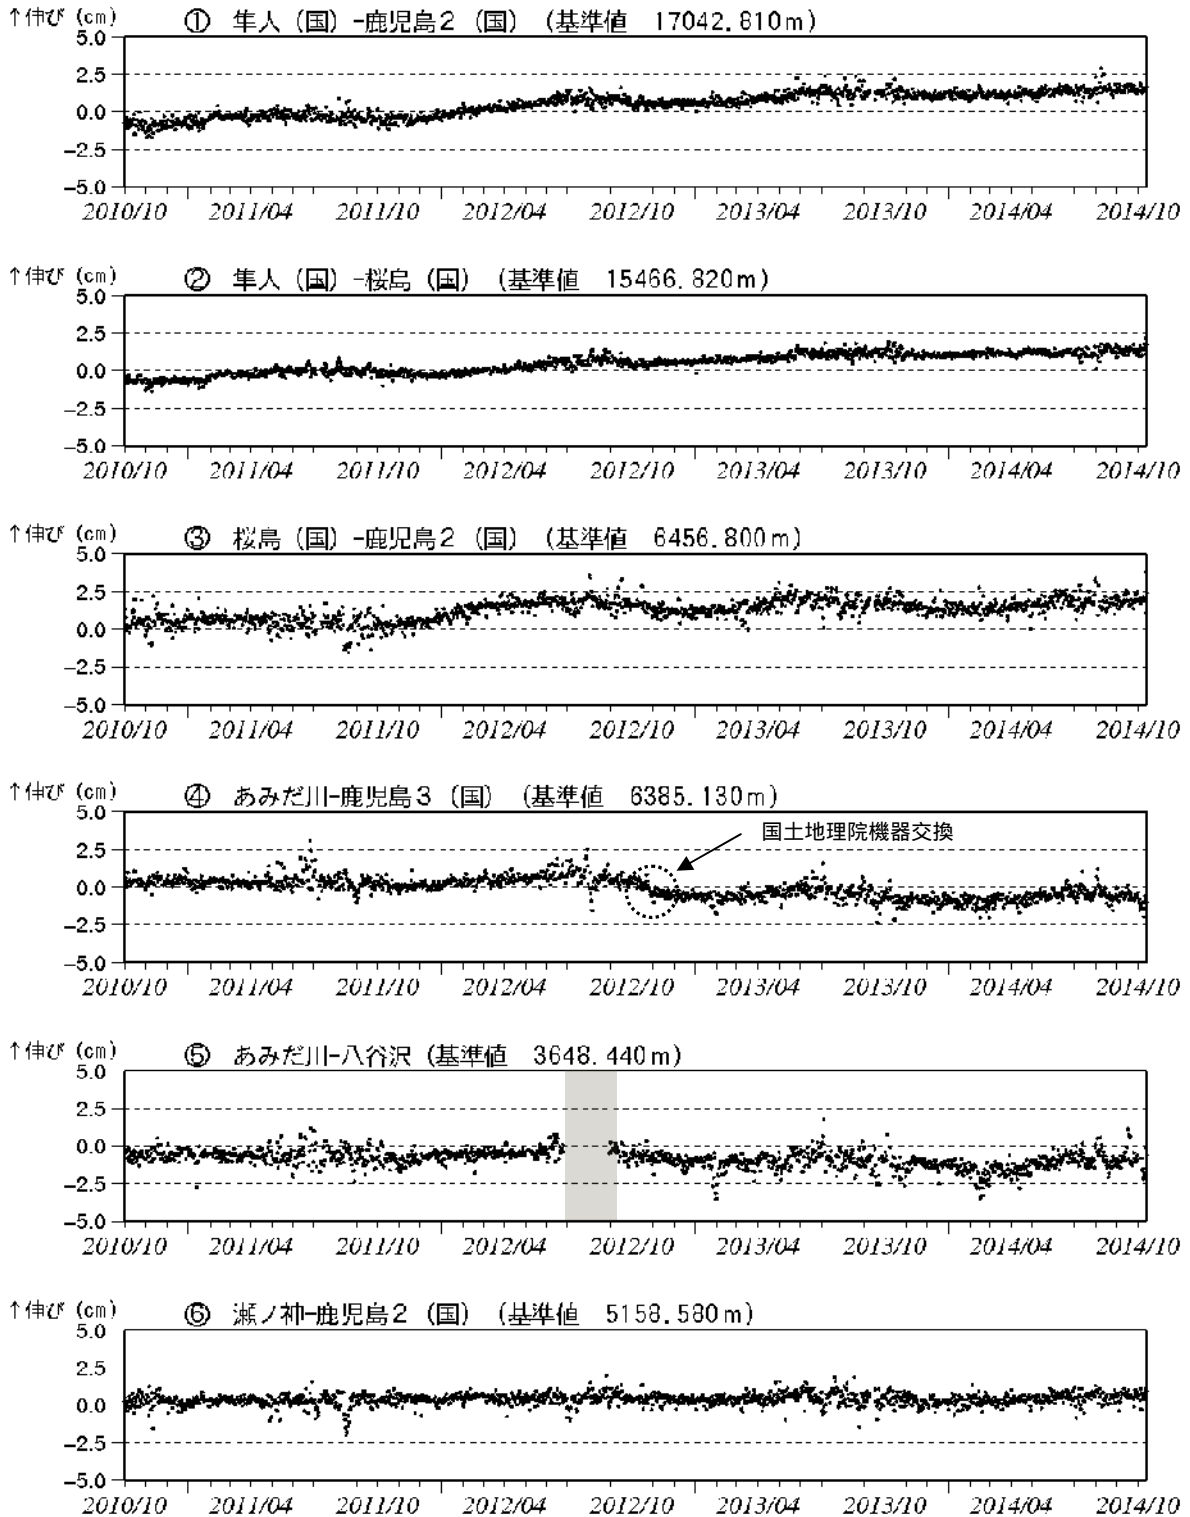 ↑伸び (cm) ① 隼人（国）-鹿児島２（国）（基準値 17042.810m）
5.0
2.5
0.0
-2.5
-5.0
2010/10 2011/04 2011/10 2012/04 2012/10 2013/04 2013/10 2014/04 2014/10
↑伸び (cm) ② 隼人（国）-桜島（国）（基準値 15466.820m）
5.0
2.5
0.0
-2.5
-5.0
2010/10 2011/04 2011/10 2012/04 2012/10 2013/04 2013/10 2014/04 2014/10
↑伸び (cm) ③ 桜島（国）-鹿児島２（国）（基準値 6456.800m）
5.0
2.5
0.0
-2.5
-5.0
2010/10 2011/04 2011/10 2012/04 2012/10 2013/04 2013/10 2014/04 2014/10
↑伸び (cm) ④ あみだ川-鹿児島３（国）（基準値 6385.130m）
国土地理院機器交換
5.0
2.5
0.0
-2.5
-5.0
2010/10 2011/04 2011/10 2012/04 2012/10 2013/04 2013/10 2014/04 2014/10
↑伸び (cm) ⑤ あみだ川-八谷沢（基準値 3648.440m）
5.0
2.5
0.0
-2.5
-5.0
2010/10 2011/04 2011/10 2012/04 2012/10 2013/04 2013/10 2014/04 2014/10
↑伸び (cm) ⑥ 瀬ノ神-鹿児島２（国）（基準値 5158.580m）
5.0
2.5
0.0
-2.5
-5.0
2010/10 2011/04 2011/10 2012/04 2012/10 2013/04 2013/10 2014/04 2014/10